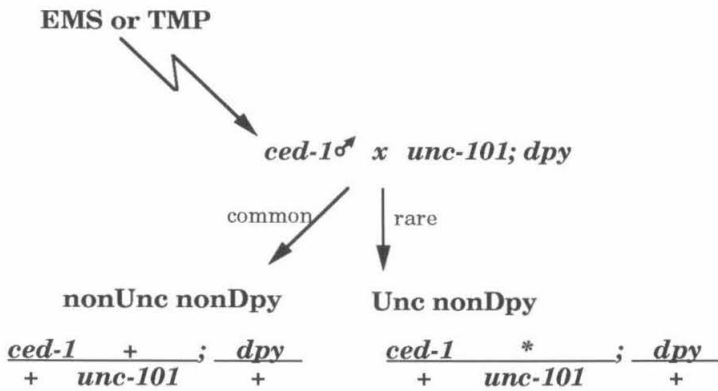 EMS or TMP
ced-1♂ x unc-101; dpy
common rare
nonUnc nonDpy Unc nonDpy
ced-1 + ; dpy ced-1 * ; dpy
+ unc-101 + + unc-101 +